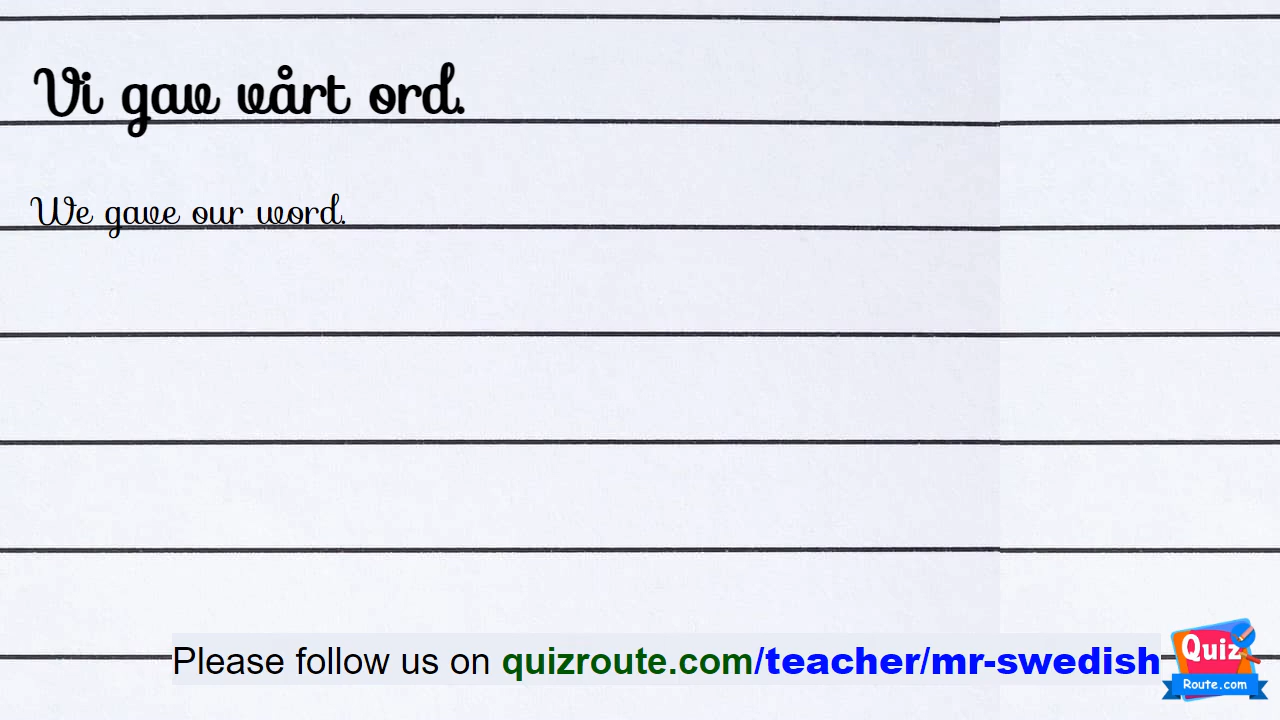 Vi gav vårt ord.
We gave our word.
Please follow us on quizroute.com/teacher/mr-swedish
Quiz
Route.com